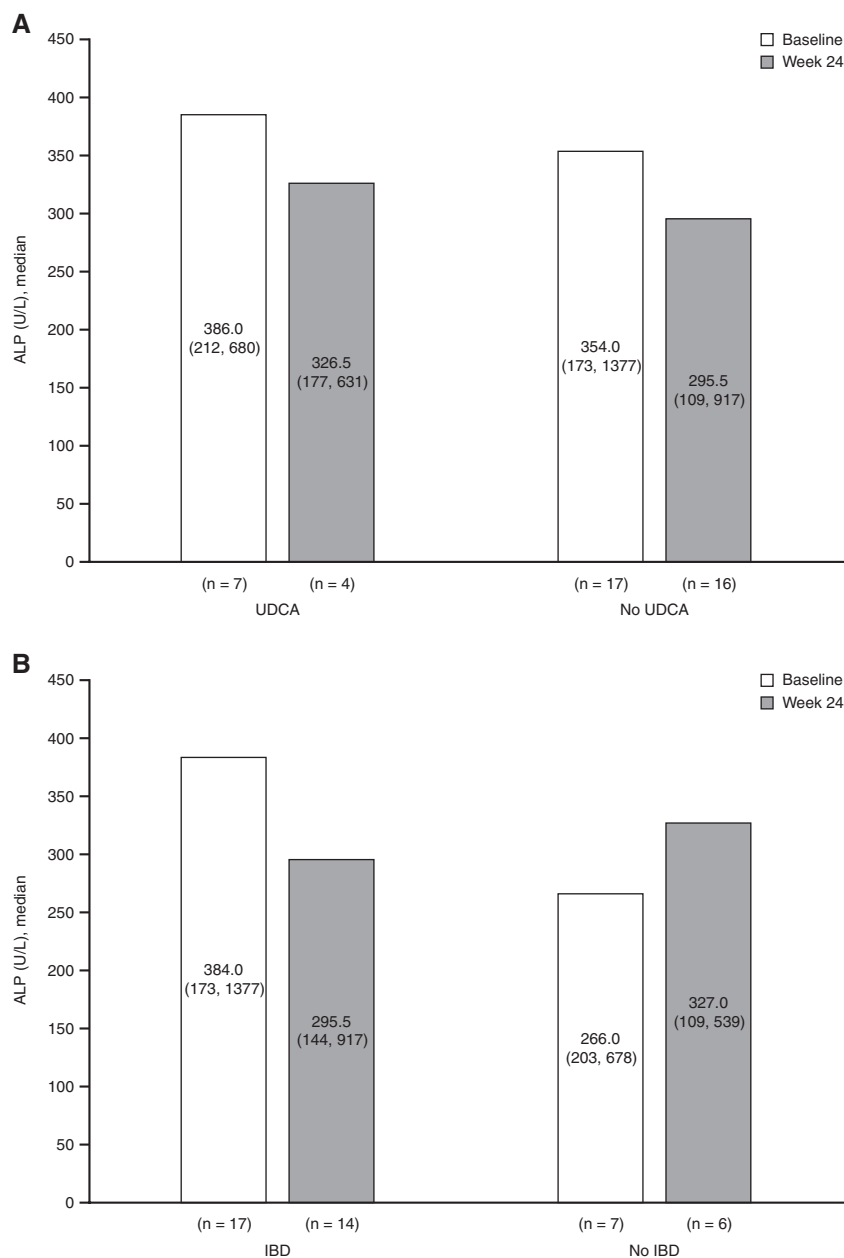 A
450
400
350
300
250
200
150
100
50
0
ALP (U/L), median
Baseline
Week 24
386.0
(212, 680)
326.5
(177, 631)
354.0
(173, 1377)
295.5
(109, 917)
(n = 7)
(n = 4)
(n = 17)
(n = 16)
UDCA
No UDCA
B
450
400
350
300
250
200
150
100
50
0
ALP (U/L), median
Baseline
Week 24
384.0
(173, 1377)
295.5
(144, 917)
266.0
(203, 678)
327.0
(109, 539)
(n = 17)
(n = 14)
(n = 7)
(n = 6)
IBD
No IBD